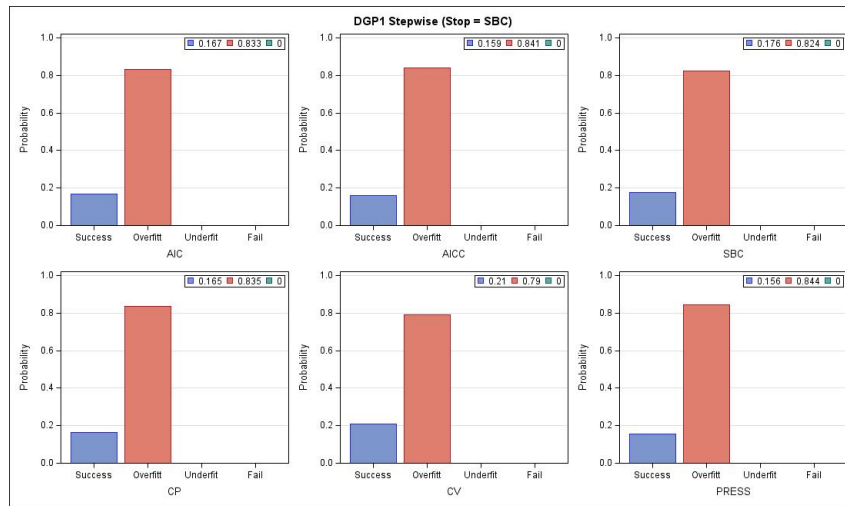 DGP1 Stepwise (Stop = SBC)
0.167 0.833 0
Probability
1.0
0.8
0.6
0.4
0.2
0.0
Success Overfitt Underfit Fail
AIC
0.159 0.841 0
Probability
1.0
0.8
0.6
0.4
0.2
0.0
Success Overfitt Underfit Fail
AICC
0.176 0.824 0
Probability
1.0
0.8
0.6
0.4
0.2
0.0
Success Overfitt Underfit Fail
SBC
0.165 0.835 0
Probability
1.0
0.8
0.6
0.4
0.2
0.0
Success Overfitt Underfit Fail
CP
0.21 0.79 0
Probability
1.0
0.8
0.6
0.4
0.2
0.0
Success Overfitt Underfit Fail
CV
0.156 0.844 0
Probability
1.0
0.8
0.6
0.4
0.2
0.0
Success Overfitt Underfit Fail
PRESS